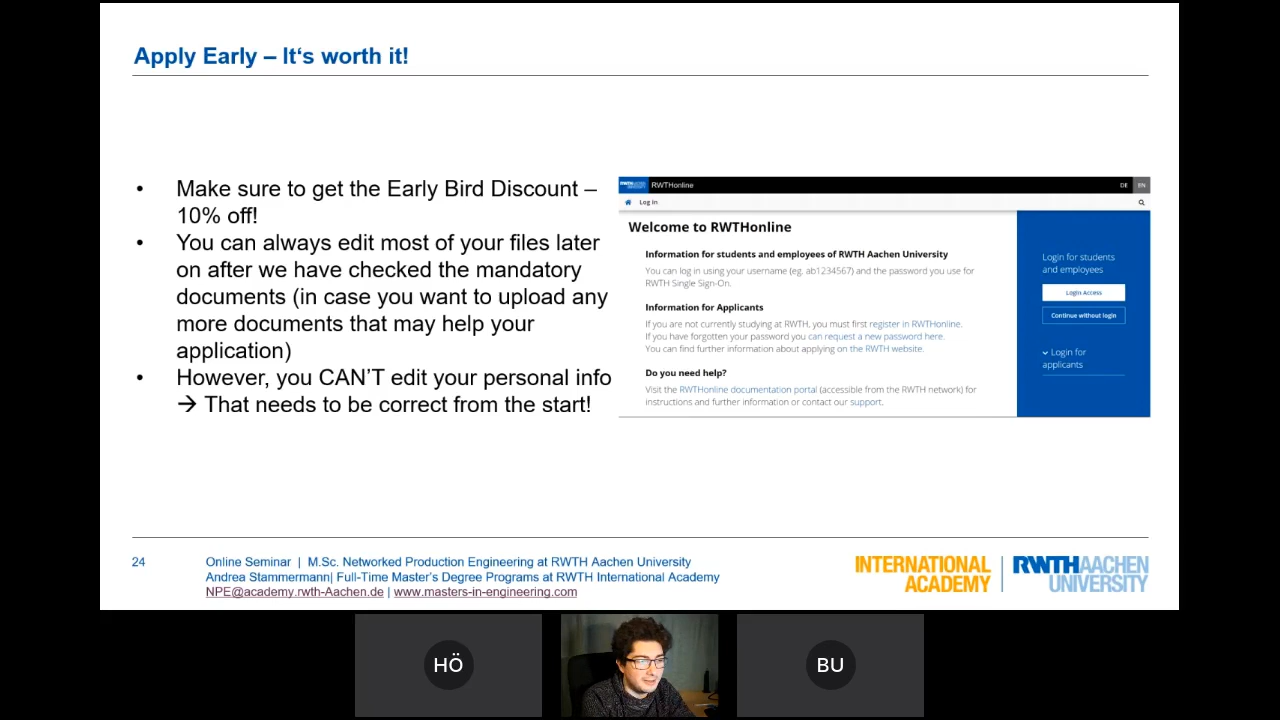 Apply Early – It‘s worth it!
• Make sure to get the Early Bird Discount –
10% off!
• You can always edit most of your files later
on after we have checked the mandatory
documents (in case you want to upload any
more documents that may help your
application)
• However, you CAN’T edit your personal info
→ That needs to be correct from the start!
RWTH AACHEN UNIVERSITY
RWTHonline
DE
EN
Log in
Welcome to RWTHonline
Information for students and employees of RWTH Aachen University
You can log in using your username (eg. ab1234567) and the password you use for
RWTH Single Sign-On.
Information for Applicants
If you are not currently studying at RWTH, you must first register in RWTHonline.
If you have forgotten your password you can request a new password here.
You can find further information about applying on the RWTH website.
Do you need help?
Visit the RWTHonline documentation portal (accessible from the RWTH network) for
instructions and further information or contact our support.
Login for students
and employees
Login Access
Continue without login
Login for
applicants
24
Online Seminar | M.Sc. Networked Production Engineering at RWTH Aachen University
Andrea Stammermann| Full-Time Master’s Degree Programs at RWTH International Academy
NPE@academy.rwth-Aachen.de | www.masters-in-engineering.com
INTERNATIONAL
ACADEMY
RWTHAACHEN
UNIVERSITY
HÖ
BU